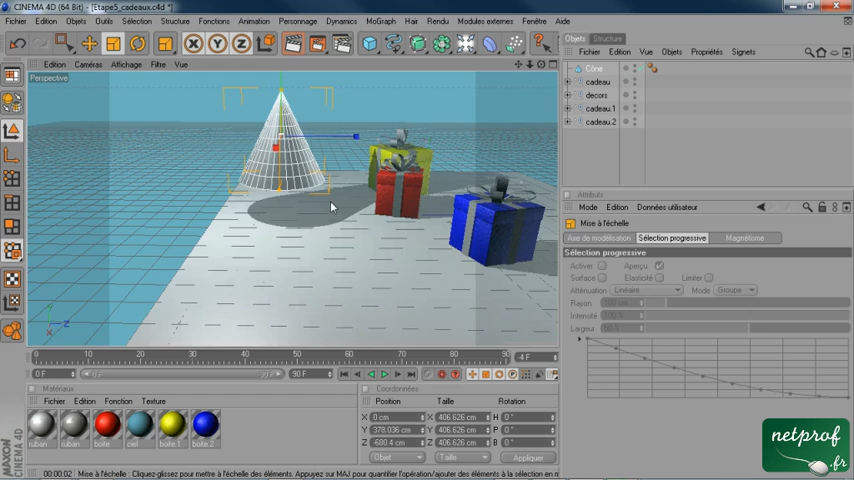 CINEMA 4D (64 Bit) - [Etape5_cadeaux.c4d *]
Fichier Edition Objets Outils Sélection Structure Fonctions Animation Personnage Dynamics MoGraph Hair Rendu Modules externes Fenêtre Aide
X Y Z
Edition Caméras Affichage Filtre Vue
Perspective
Objets Structure
Fichier Edition Vue Objets Propriétés Signets
Cône
cadeau
decors
cadeau.1
cadeau.2
Attributs
Mode Edition Données utilisateur
Mise à l'échelle
Axe de modélisation Sélection progressive Magnétisme
Sélection progressive
Activer Aperçu
Surface Elasticité Limiter
Atténuation Linéaire Mode Groupe
Rayon 100 cm
Intensité 100 %
Largeur 50 %
0 10 20 30 40 50 60 70 80 90 -4 F
0 F 0 F 90 F 90 F
Matériaux
Fichier Edition Fonction Texture
ruban ruban boite ciel boite.1 boite.2
Coordonnées
Position Taille Rotation
X 0 cm X 406.626 cm H 0 °
Y 378.036 cm Y 406.626 cm P 0 °
Z -680.4 cm Z 406.626 cm B 0 °
Objet Taille Appliquer
MAXON CINEMA 4D
00:00:02 Mise à l'échelle : Cliquez-glissez pour mettre à l'échelle des éléments. Appuyez sur MAJ pour quantifier l'opération/ajouter des éléments à la sélection en m
netprof
.fr